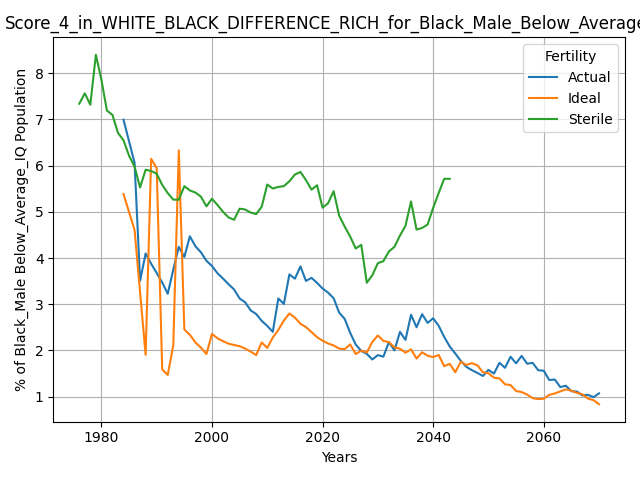 Score_4_in_WHITE_BLACK_DIFFERENCE_RICH_for_Black_Male_Below_Average
% of Black_Male Below_Average_IQ Population
8
7
6
5
4
3
2
1
Fertility
Actual
Ideal
Sterile
1980
2000
2020
2040
2060
Years